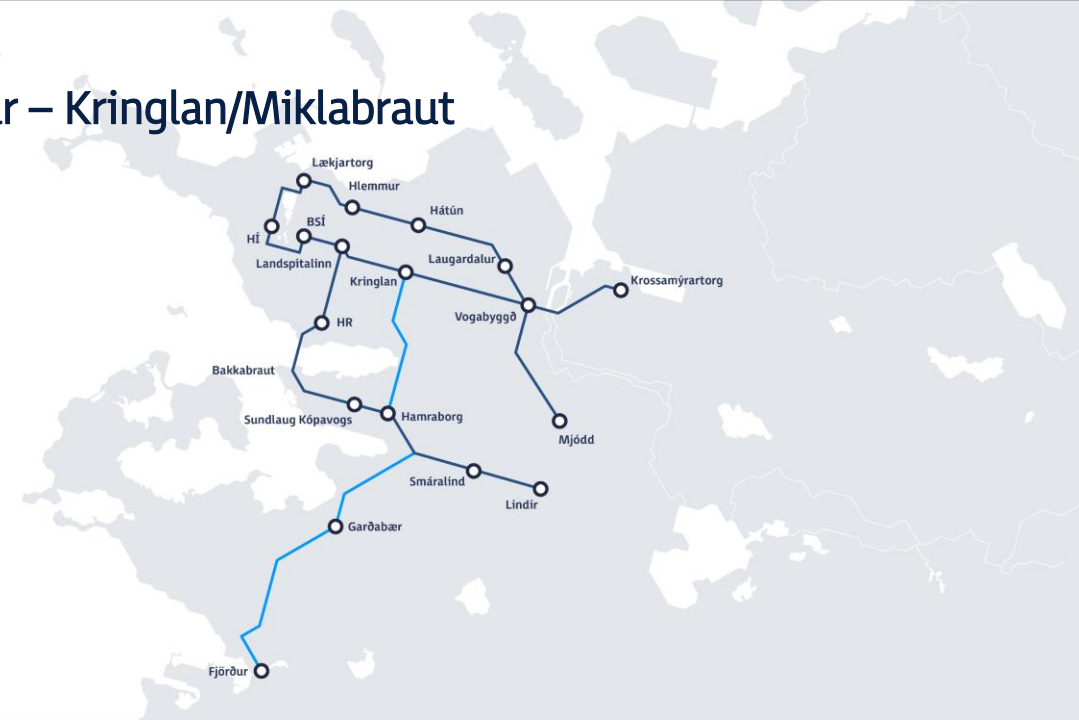 r – Kringlan/Miklabraut
Lækjartorg
Hlemmur
Hátún
BSÍ
HÍ
Landspítalinn
Laugardalur
Kringlan
Krossamýrartorg
Vogabyggð
HR
Bakkabraut
Sundlaug Kópavogs
Hamraborg
Mjódd
Smáralind
Lindir
Garðabær
Fjörður